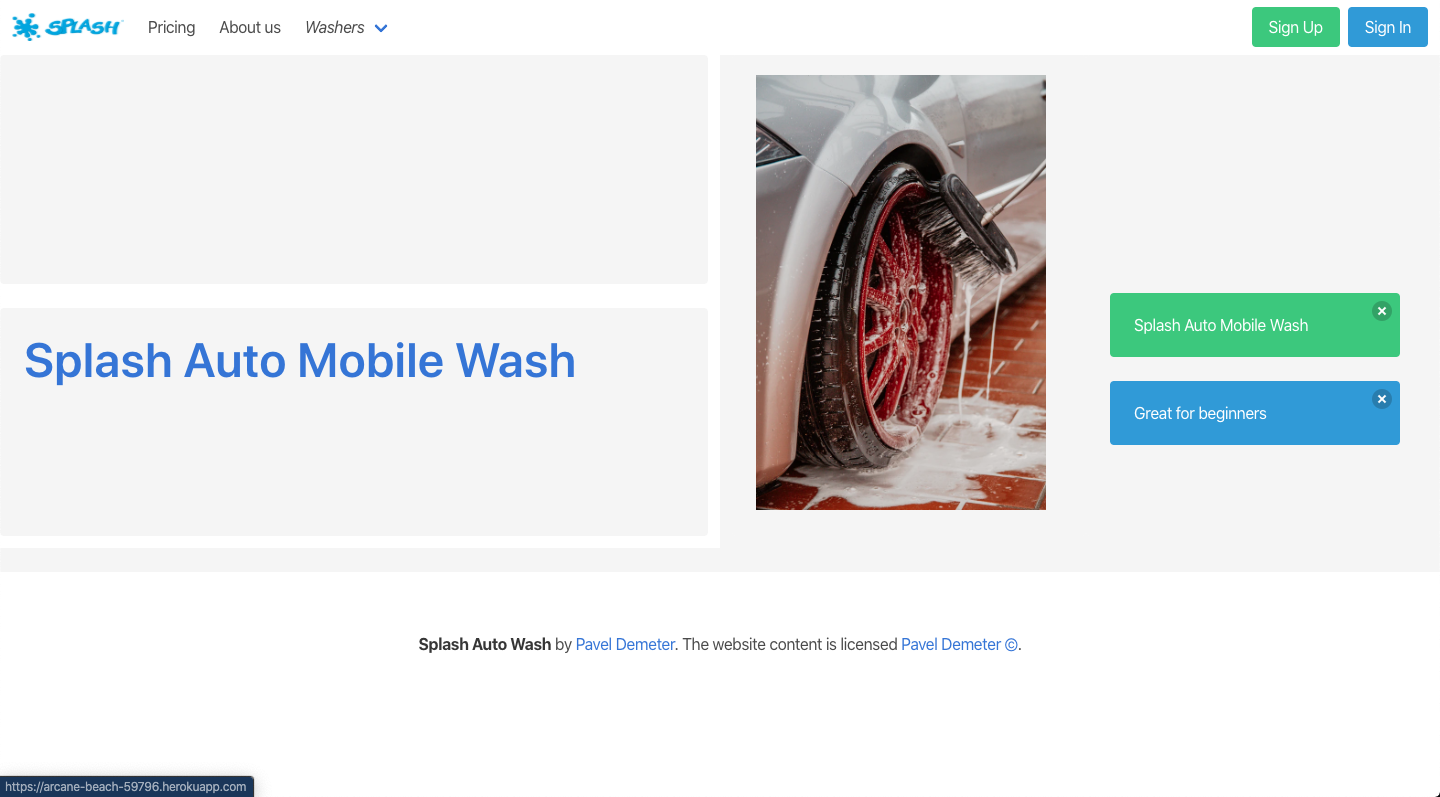 SPLASH Pricing About us Washers Sign Up Sign In
Splash Auto Mobile Wash
Splash Auto Mobile Wash
Great for beginners
Splash Auto Wash by Pavel Demeter. The website content is licensed Pavel Demeter ©.
https://arcane-beach-59796.herokuapp.com